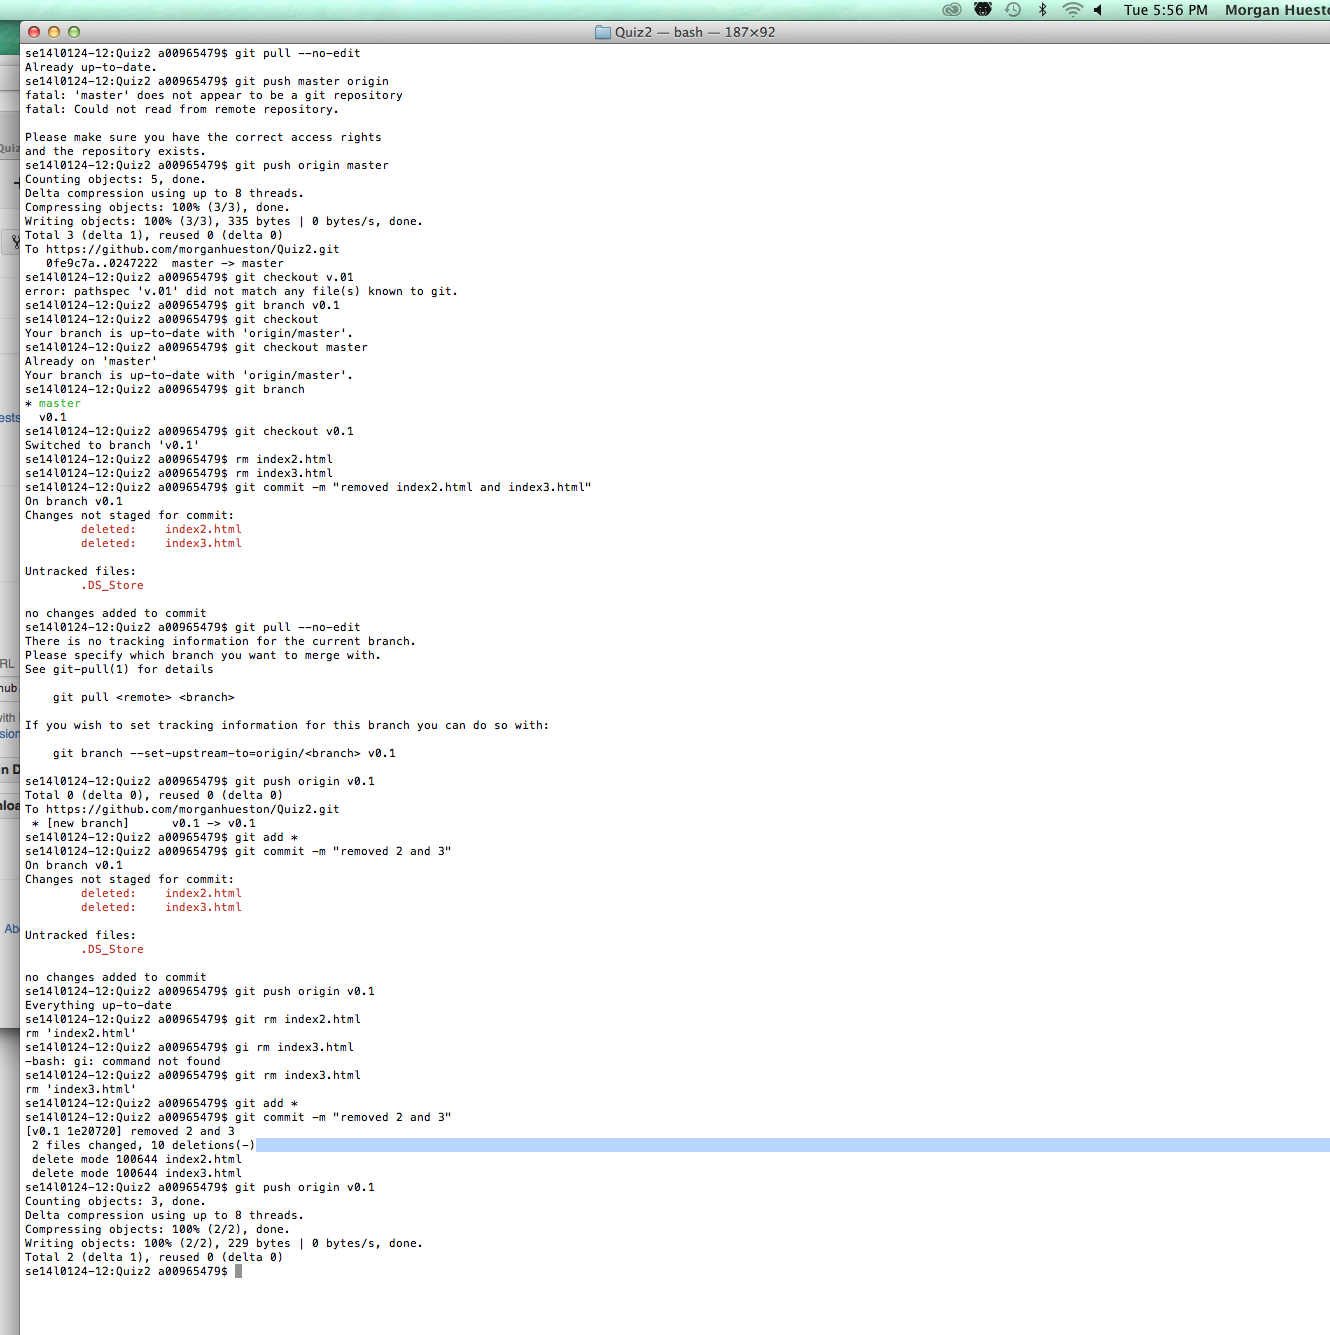 Tue 5:56 PM Morgan Huesto
Quiz2 — bash — 187×92
se14l0124-12:Quiz2 a00965479$ git pull --no-edit
Already up-to-date.
se14l0124-12:Quiz2 a00965479$ git push master origin
fatal: 'master' does not appear to be a git repository
fatal: Could not read from remote repository.
Please make sure you have the correct access rights
and the repository exists.
se14l0124-12:Quiz2 a00965479$ git push origin master
Counting objects: 5, done.
Delta compression using up to 8 threads.
Compressing objects: 100% (3/3), done.
Writing objects: 100% (3/3), 335 bytes | 0 bytes/s, done.
Total 3 (delta 1), reused 0 (delta 0)
To https://github.com/morganhueston/Quiz2.git
0fe9c7a..0247222  master -> master
se14l0124-12:Quiz2 a00965479$ git checkout v.01
error: pathspec 'v.01' did not match any file(s) known to git.
se14l0124-12:Quiz2 a00965479$ git branch v0.1
se14l0124-12:Quiz2 a00965479$ git checkout
Your branch is up-to-date with 'origin/master'.
se14l0124-12:Quiz2 a00965479$ git checkout master
Already on 'master'
Your branch is up-to-date with 'origin/master'.
se14l0124-12:Quiz2 a00965479$ git branch
* master
v0.1
se14l0124-12:Quiz2 a00965479$ git checkout v0.1
Switched to branch 'v0.1'
se14l0124-12:Quiz2 a00965479$ rm index2.html
se14l0124-12:Quiz2 a00965479$ rm index3.html
se14l0124-12:Quiz2 a00965479$ git commit -m "removed index2.html and index3.html"
On branch v0.1
Changes not staged for commit:
deleted:    index2.html
deleted:    index3.html
Untracked files:
.DS_Store
no changes added to commit
se14l0124-12:Quiz2 a00965479$ git pull --no-edit
There is no tracking information for the current branch.
Please specify which branch you want to merge with.
See git-pull(1) for details
git pull <remote> <branch>
If you wish to set tracking information for this branch you can do so with:
git branch --set-upstream-to=origin/<branch> v0.1
se14l0124-12:Quiz2 a00965479$ git push origin v0.1
Total 0 (delta 0), reused 0 (delta 0)
To https://github.com/morganhueston/Quiz2.git
* [new branch]      v0.1 -> v0.1
se14l0124-12:Quiz2 a00965479$ git add *
se14l0124-12:Quiz2 a00965479$ git commit -m "removed 2 and 3"
On branch v0.1
Changes not staged for commit:
deleted:    index2.html
deleted:    index3.html
Untracked files:
.DS_Store
no changes added to commit
se14l0124-12:Quiz2 a00965479$ git push origin v0.1
Everything up-to-date
se14l0124-12:Quiz2 a00965479$ git rm index2.html
rm 'index2.html'
se14l0124-12:Quiz2 a00965479$ gi rm index3.html
-bash: gi: command not found
se14l0124-12:Quiz2 a00965479$ git rm index3.html
rm 'index3.html'
se14l0124-12:Quiz2 a00965479$ git add *
se14l0124-12:Quiz2 a00965479$ git commit -m "removed 2 and 3"
[v0.1 1e20720] removed 2 and 3
2 files changed, 10 deletions(-)
delete mode 100644 index2.html
delete mode 100644 index3.html
se14l0124-12:Quiz2 a00965479$ git push origin v0.1
Counting objects: 3, done.
Delta compression using up to 8 threads.
Compressing objects: 100% (2/2), done.
Writing objects: 100% (2/2), 229 bytes | 0 bytes/s, done.
Total 2 (delta 1), reused 0 (delta 0)
se14l0124-12:Quiz2 a00965479$